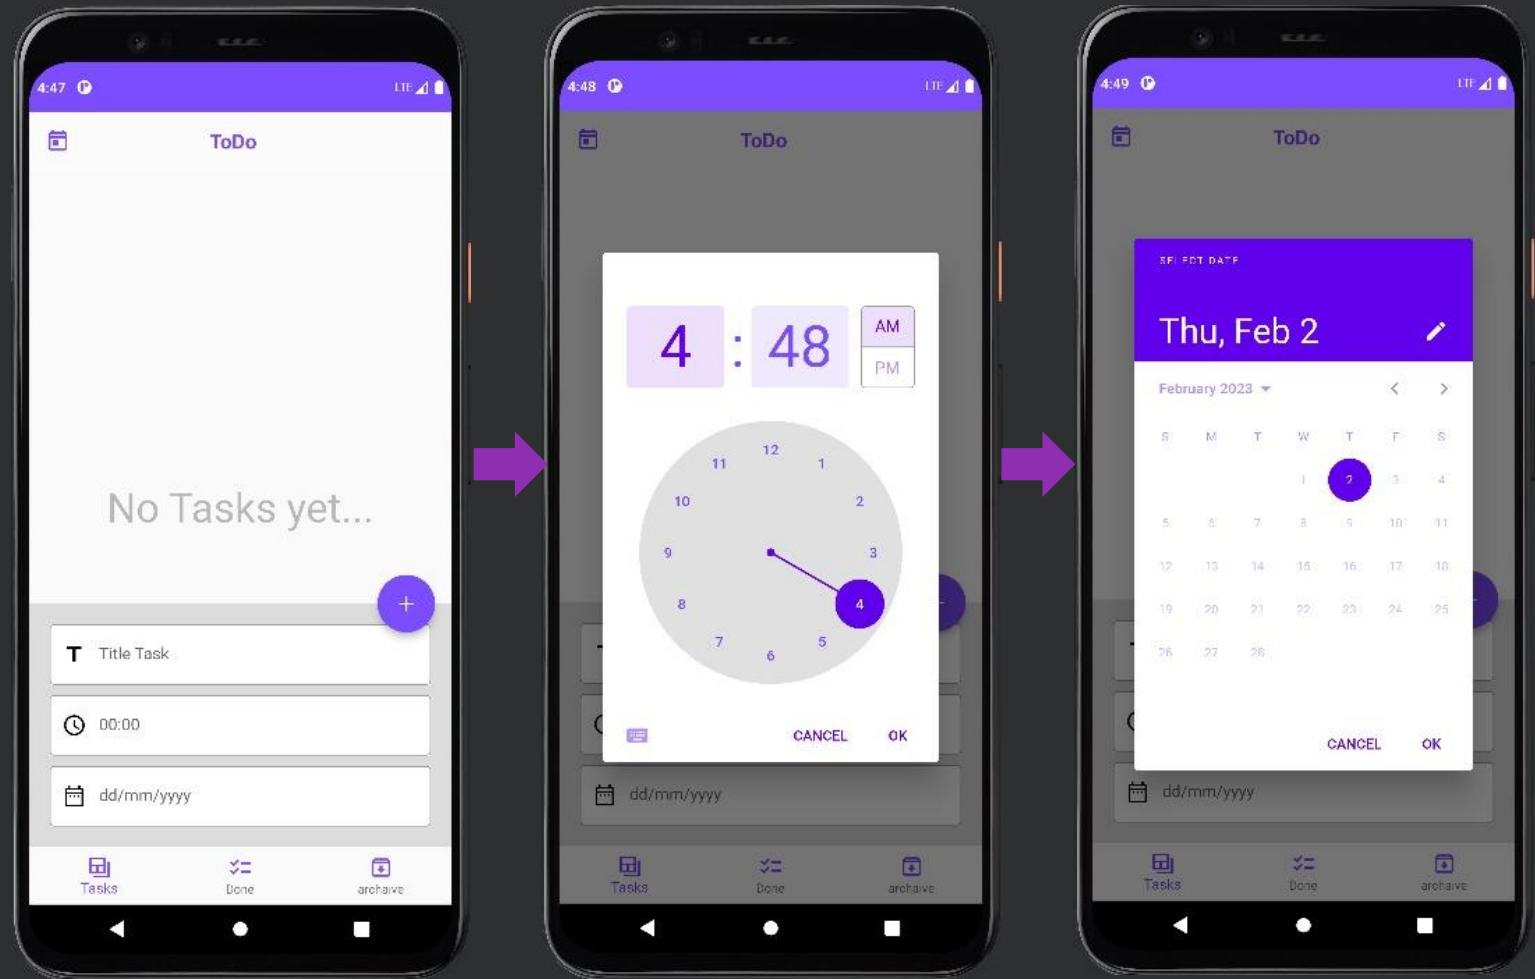 4:47
LTE
ToDo
No Tasks yet...
+
T Title Task
00:00
dd/mm/yyyy
Tasks Done archaive
4:48
LTE
ToDo
4 : 48
AM
PM
12
11 1
10 2
9 3
8 4
7 5
6
CANCEL OK
dd/mm/yyyy
Tasks Done archaive
4:49
LTE
ToDo
SELECT DATE
Thu, Feb 2
February 2023
S M T W T F S
1 2 3 4
5 6 7 8 9 10 11
12 13 14 15 16 17 18
19 20 21 22 23 24 25
26 27 28
CANCEL OK
dd/mm/yyyy
Tasks Done archaive